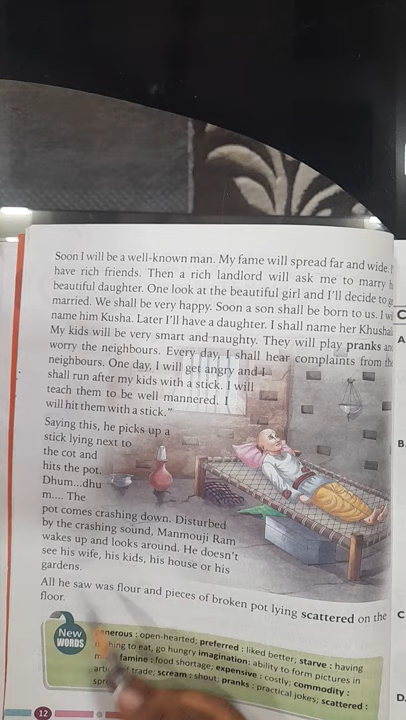 Soon I will be a well-known man. My fame will spread far and wide.
have rich friends. Then a rich landlord will ask me to marry
beautiful daughter. One look at the beautiful girl and I'll decide to
married. We shall be very happy. Soon a son shall be born to us. I
name him Kusha. Later I'll have a daughter. I shall name her Khushal
My kids will be very smart and naughty. They will play pranks and
worry the neighbours. Every day, I shall hear complaints from the
neighbours. One day, I will get angry and I
shall run after my kids with a stick. I will
teach them to be well mannered. I
will hit them with a stick."
Saying this, he picks up a
stick lying next to
the cot and
hits the pot.
Dhum...dhu
m.... The
pot comes crashing down. Disturbed
by the crashing sound, Manmouji Ram
wakes up and looks around. He doesn't
see his wife, his kids, his house or his
gardens.
All he saw was flour and pieces of broken pot lying scattered on the
floor.
New
WORDS
: open-hearted; preferred : liked better; starve : having
to eat, go hungry imagination: ability to form pictures in
famine : food shortage; expensive : costly; commodity :
of trade; scream : shout; pranks : practical jokes; scattered :
12
C
A
B.
C
D.